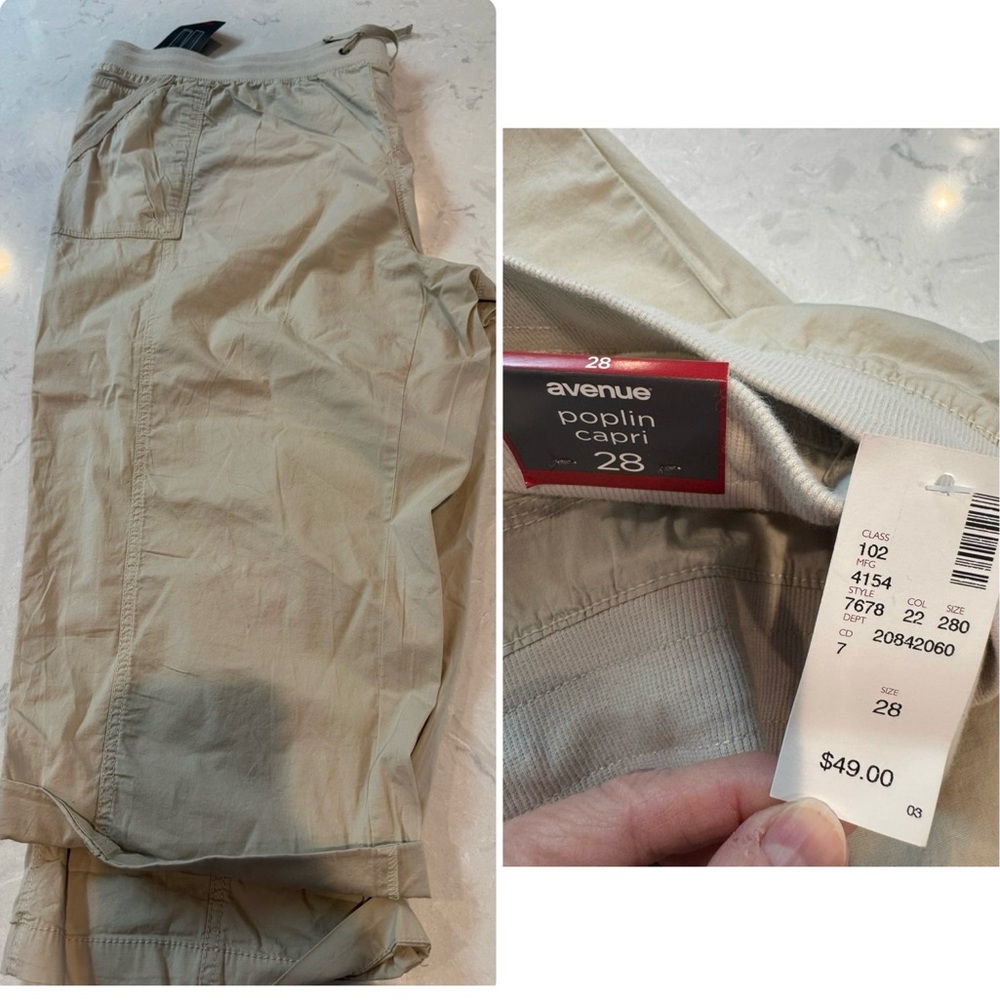 28
avenue
poplin
capri
28
CLASS
102
MFG
4154
STYLE COL SIZE
7678 22 280
DEPT
CD 20842060
7
SIZE
28
$49.00
03